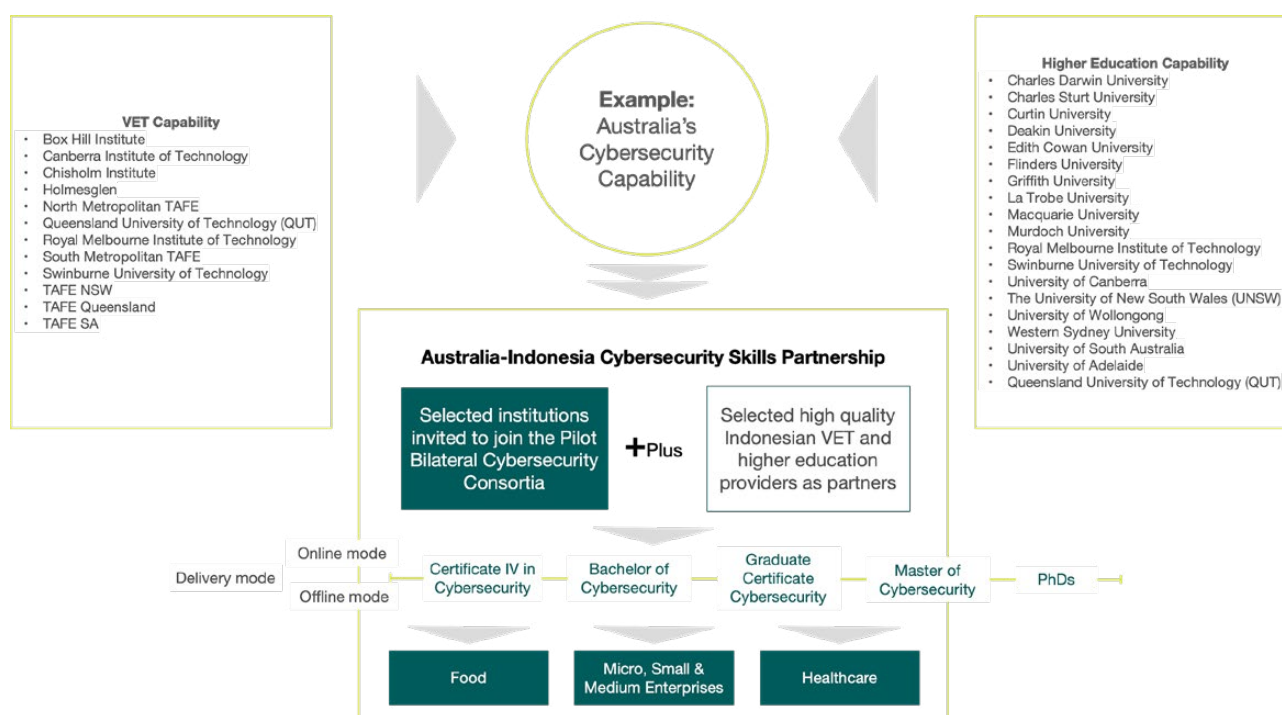 VET Capability
• Box Hill Institute
• Canberra Institute of Technology
• Chisholm Institute
• Holmesglen
• North Metropolitan TAFE
• Queensland University of Technology (QUT)
• Royal Melbourne Institute of Technology
• South Metropolitan TAFE
• Swinburne University of Technology
• TAFE NSW
• TAFE Queensland
• TAFE SA
Example:
Australia's
Cybersecurity
Capability
Higher Education Capability
• Charles Darwin University
• Charles Sturt University
• Curtin University
• Deakin University
• Edith Cowan University
• Flinders University
• Griffith University
• La Trobe University
• Macquarie University
• Murdoch University
• Royal Melbourne Institute of Technology
• Swinburne University of Technology
• University of Canberra
• The University of New South Wales (UNSW)
• University of Wollongong
• Western Sydney University
• University of South Australia
• University of Adelaide
• Queensland University of Technology (QUT)
Australia-Indonesia Cybersecurity Skills Partnership
Selected institutions
invited to join the Pilot
Bilateral Cybersecurity
Consortia
+Plus
Selected high quality
Indonesian VET and
higher education
providers as partners
Delivery mode
Online mode
Offline mode
Certificate IV in
Cybersecurity
Bachelor of
Cybersecurity
Graduate
Certificate
Cybersecurity
Master of
Cybersecurity
PhDs
Food
Micro, Small &
Medium Enterprises
Healthcare